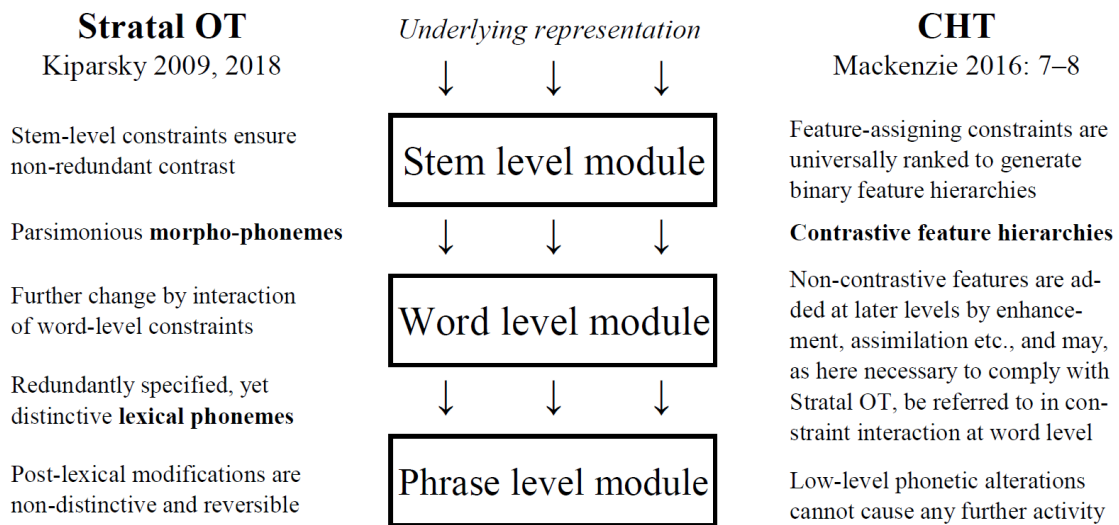 Stratal OT
Kiparsky 2009, 2018
Underlying representation
↓ ↓ ↓
CHT
Mackenzie 2016: 7–8
Stem-level constraints ensure
non-redundant contrast
Stem level module
Feature-assigning constraints are
universally ranked to generate
binary feature hierarchies
Parsimonious morpho-phonemes
↓ ↓ ↓
Contrastive feature hierarchies
Further change by interaction
of word-level constraints
Word level module
Non-contrastive features are ad-
ded at later levels by enhance-
ment, assimilation etc., and may,
as here necessary to comply with
Stratal OT, be referred to in con-
straint interaction at word level
Redundantly specified, yet
distinctive lexical phonemes
↓ ↓ ↓
Post-lexical modifications are
non-distinctive and reversible
Phrase level module
Low-level phonetic alterations
cannot cause any further activity